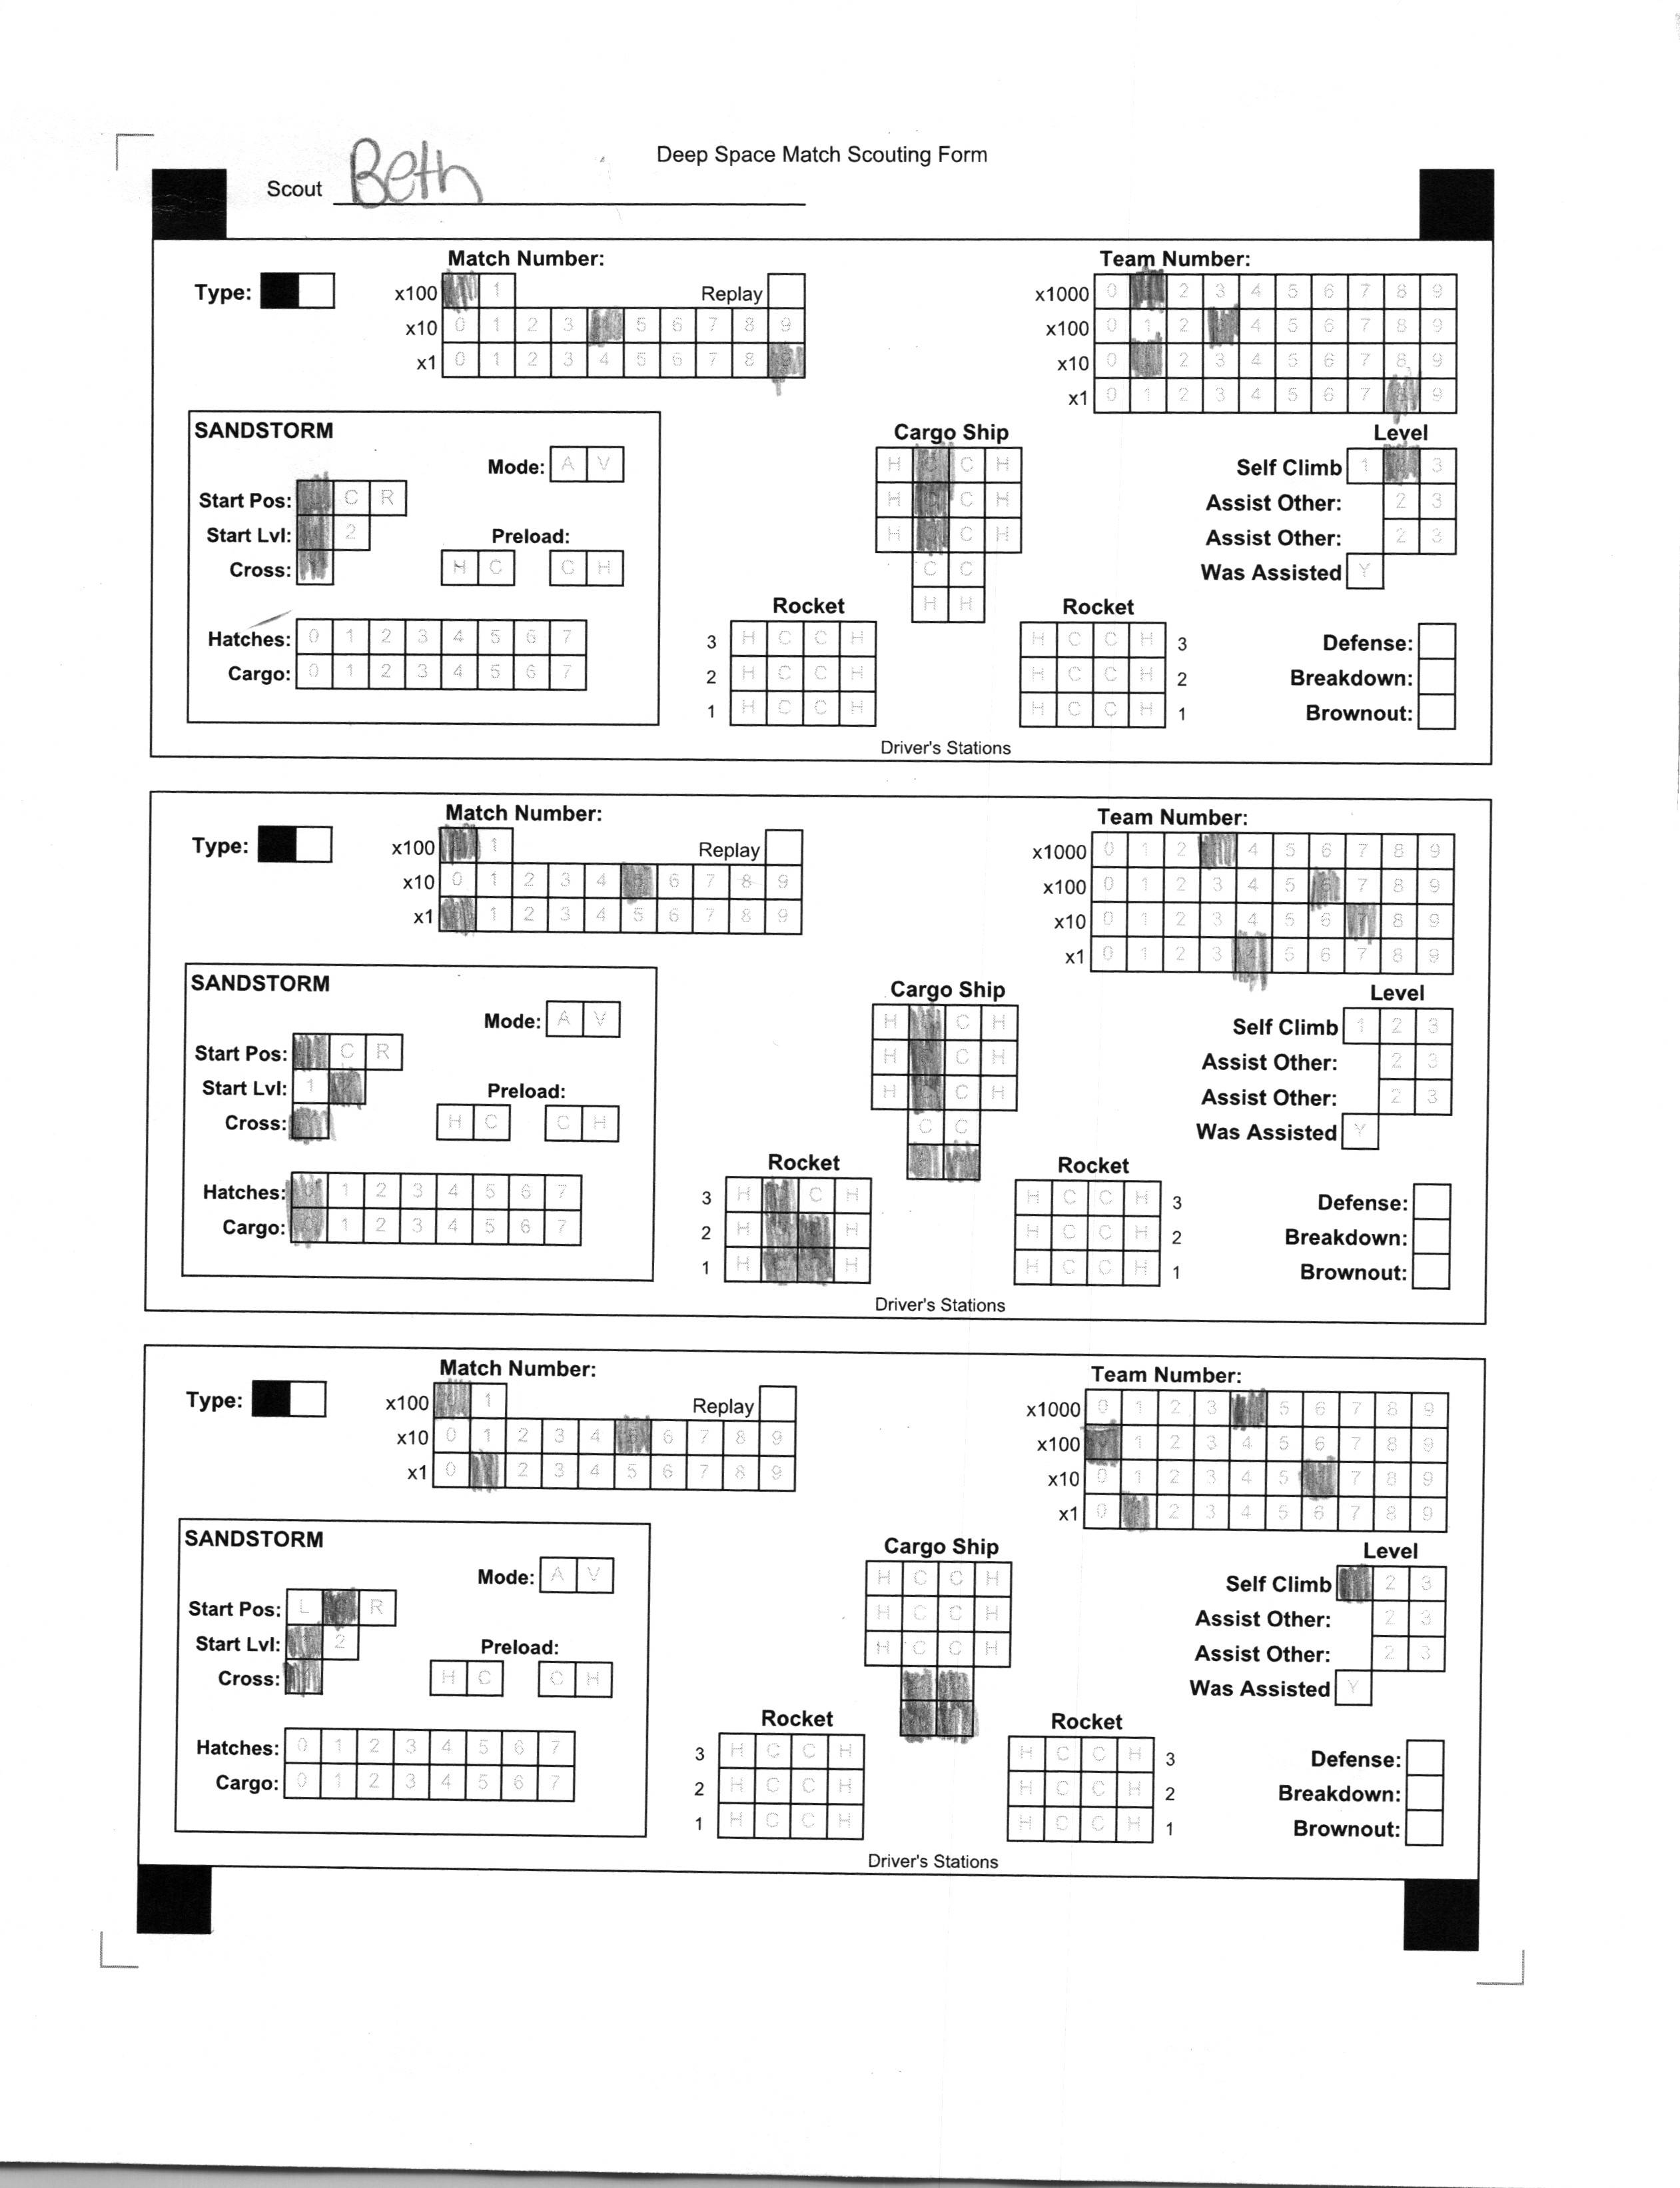 Deep Space Match Scouting Form
Scout Beth
Match Number:
Team Number:
Type:
x100 1 Replay
x10 0 1 2 3 5 6 7 8 9
x1 0 1 2 3 4 5 6 7 8
x1000 0 2 3 4 5 6 7 8 9
x100 0 1 2 4 5 6 7 8 9
x10 0 2 3 4 5 6 7 8 9
x1 0 1 2 3 4 5 6 7 9
SANDSTORM
Mode: A V
Start Pos: C R
Start Lvl: 2
Preload:
Cross:
H C C H
Hatches: 0 1 2 3 4 5 6 7
Cargo: 0 1 2 3 4 5 6 7
Cargo Ship
H C H
H C H
H C H
C C
H H
Rocket
3 H C C H
2 H C C H
1 H C C H
Rocket
H C C H 3
H C C H 2
H C C H 1
Driver's Stations
Level
Self Climb 1 3
Assist Other: 2 3
Assist Other: 2 3
Was Assisted Y
Defense:
Breakdown:
Brownout:
Match Number:
Team Number:
Type:
x100 1 Replay
x10 0 1 2 3 4 6 7 8 9
x1 1 2 3 4 5 6 7 8 9
x1000 0 1 2 4 5 6 7 8 9
x100 0 1 2 3 4 5 7 8 9
x10 0 1 2 3 4 5 6 8 9
x1 0 1 2 3 5 6 7 8 9
SANDSTORM
Mode: A V
Start Pos: C R
Start Lvl: 1
Preload:
Cross:
H C C H
Hatches: 1 2 3 4 5 6 7
Cargo: 1 2 3 4 5 6 7
Cargo Ship
H C H
H C H
H C H
C C
Rocket
3 H C H
2 H H
1 H H
Rocket
H C C H 3
H C C H 2
H C C H 1
Driver's Stations
Level
Self Climb 1 2 3
Assist Other: 2 3
Assist Other: 2 3
Was Assisted Y
Defense:
Breakdown:
Brownout:
Match Number:
Team Number:
Type:
x100 1 Replay
x10 0 1 2 3 4 6 7 8 9
x1 0 2 3 4 5 6 7 8 9
x1000 0 1 2 3 5 6 7 8 9
x100 1 2 3 4 5 6 7 8 9
x10 0 1 2 3 4 5 7 8 9
x1 0 2 3 4 5 6 7 8 9
SANDSTORM
Mode: A V
Start Pos: L R
Start Lvl: 2
Preload:
Cross:
H C C H
Hatches: 0 1 2 3 4 5 6 7
Cargo: 0 1 2 3 4 5 6 7
Cargo Ship
H C C H
H C C H
H C C H
Rocket
3 H C C H
2 H C C H
1 H C C H
Rocket
H C C H 3
H C C H 2
H C C H 1
Driver's Stations
Level
Self Climb 2 3
Assist Other: 2 3
Assist Other: 2 3
Was Assisted Y
Defense:
Breakdown:
Brownout: